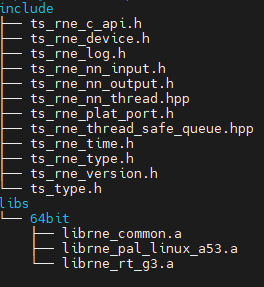 include
├── ts_rne_c_api.h
├── ts_rne_device.h
├── ts_rne_log.h
├── ts_rne_nn_input.h
├── ts_rne_nn_output.h
├── ts_rne_nn_thread.hpp
├── ts_rne_plat_port.h
├── ts_rne_thread_safe_queue.hpp
├── ts_rne_time.h
├── ts_rne_type.h
├── ts_rne_version.h
└── ts_type.h
libs
└── 64bit
    ├── librne_common.a
    ├── librne_pal_linux_a53.a
    └── librne_rt_g3.a